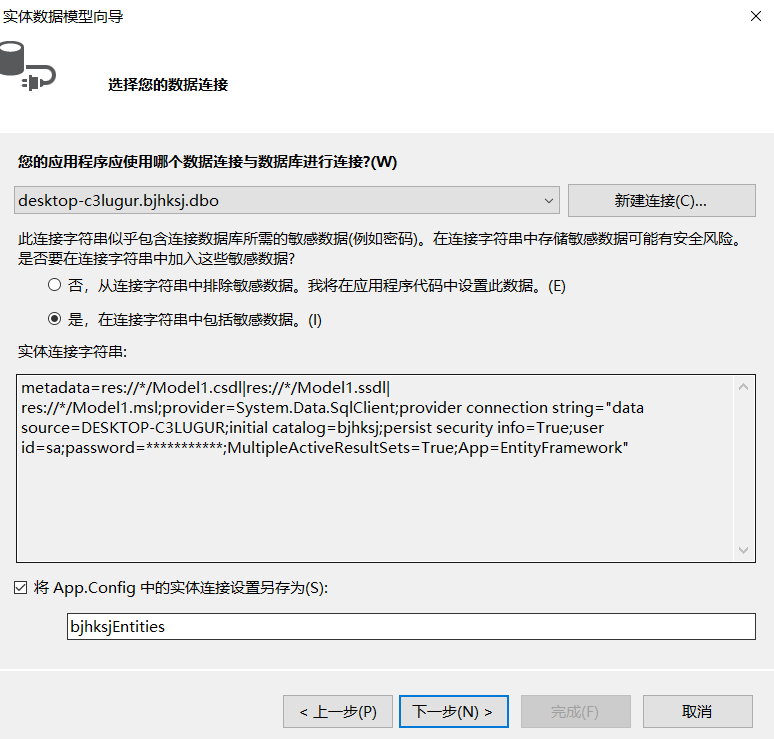 实体数据模型向导
选择您的数据连接
您的应用程序应使用哪个数据连接与数据库进行连接?(W)
desktop-c3lugur.bjhksj.dbo
新建连接(C)...
此连接字符串似乎包含连接数据库所需的敏感数据(例如密码)。在连接字符串中存储敏感数据可能有安全风险。
是否要在连接字符串中加入这些敏感数据?
否，从连接字符串中排除敏感数据。我将在应用程序代码中设置此数据。(E)
是，在连接字符串中包括敏感数据。(I)
实体连接字符串:
metadata=res://*/Model1.csdl|res://*/Model1.ssdl|
res://*/Model1.msl;provider=System.Data.SqlClient;provider connection string="data
source=DESKTOP-C3LUGUR;initial catalog=bjhksj;persist security info=True;user
id=sa;password=***********;MultipleActiveResultSets=True;App=EntityFramework"
将 App.Config 中的实体连接设置另存为(S):
bjhksjEntities
< 上一步(P)
下一步(N) >
完成(F)
取消